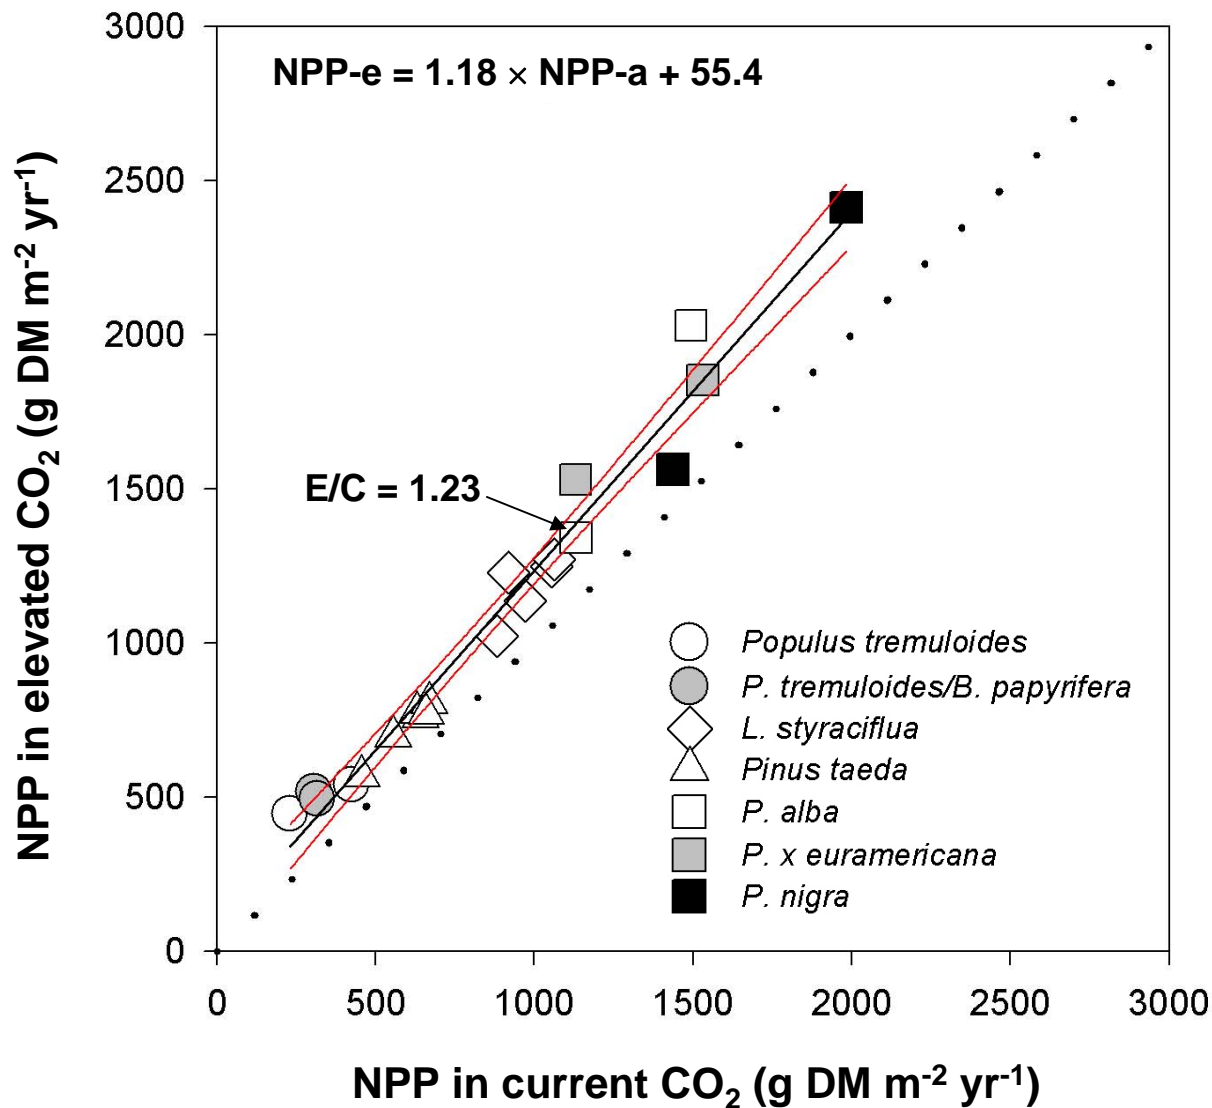 NPP-e = 1.18 × NPP-a + 55.4
E/C = 1.23
NPP in elevated CO₂ (g DM m⁻² yr⁻¹)
3000
2500
2000
1500
1000
500
0
Populus tremuloides
P. tremuloides/B. papyrifera
L. styraciflua
Pinus taeda
P. alba
P. x euramericana
P. nigra
0 500 1000 1500 2000 2500 3000
NPP in current CO₂ (g DM m⁻² yr⁻¹)